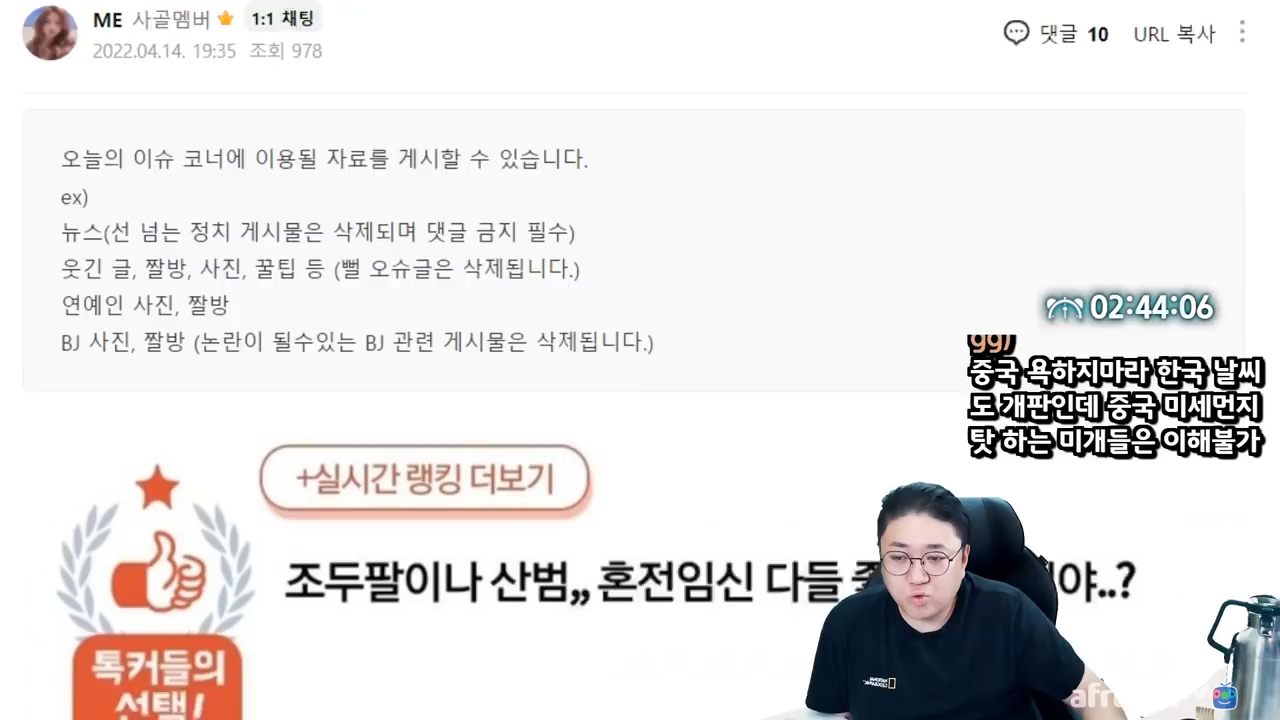 ME 사골멤버 1:1 채팅
2022.04.14. 19:35 조회 978
댓글 10 URL 복사
오늘의 이슈 코너에 이용될 자료를 게시할 수 있습니다.
ex)
뉴스(선 넘는 정치 게시물은 삭제되며 댓글 금지 필수)
웃긴 글, 짤방, 사진, 꿀팁 등 (뻘 오슈글은 삭제됩니다.)
연예인 사진, 짤방
BJ 사진, 짤방 (논란이 될수있는 BJ 관련 게시물은 삭제됩니다.)
02:44:06
gg)
중국 욕하지마라 한국 날씨
도 개판인데 중국 미세먼지
탓 하는 미개들은 이해불가
+실시간 랭킹 더보기
조두팔이나 산범,, 혼전임신 다들 야..?
톡커들의
선택!
NATIONAL
GEOGRAPHIC